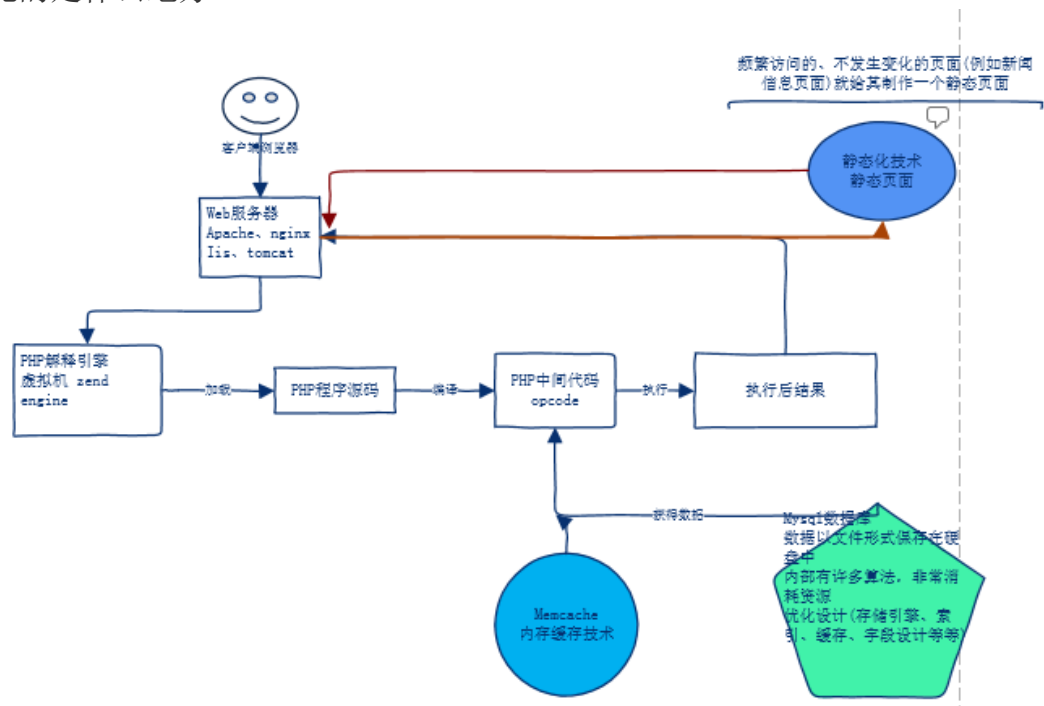 频繁访问的、不发生变化的页面(例如新闻
信息页面)就给其制作一个静态页面
客户端浏览器
静态化技术
静态页面
Web服务器
Apache、nginx
Iis、tomcat
PHP解释引擎
虚拟机 zend
engine
加载
PHP程序源码
编译
PHP中间代码
opcode
执行
执行后结果
获得数据
Mysql数据库
数据以文件形式保存在硬
盘中
内部有许多算法，非常消
耗资源
优化设计(存储引擎、索
引、缓存、字段设计等等)
Memcache
内存缓存技术